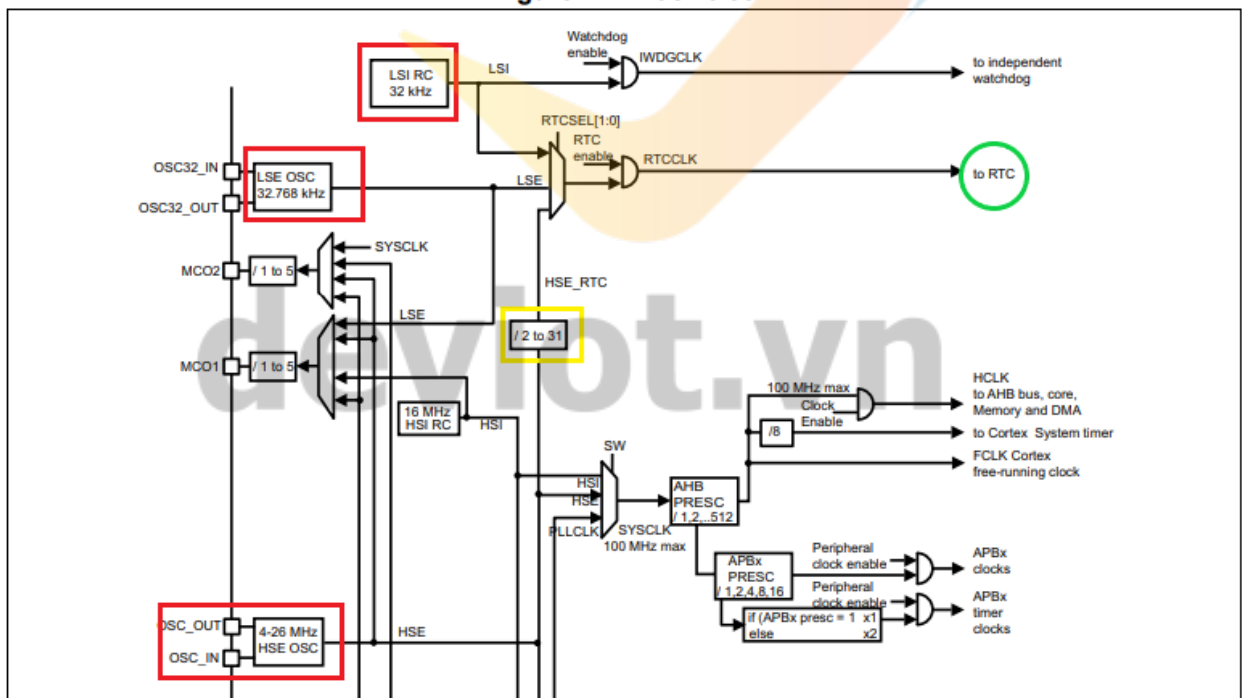 Watchdog
enable
IWDGCLK
to independent
watchdog
LSI RC
32 kHz
LSI
RTCSEL[1:0]
RTC
enable
RTCCLK
to RTC
OSC32_IN
LSE OSC
32.768 kHz
LSE
OSC32_OUT
SYSCLK
MCO2
/ 1 to 5
HSE_RTC
LSE
/ 2 to 31
deviot.vn
MCO1
/ 1 to 5
16 MHz
HSI RC
HSI
100 MHz max
Clock
Enable
HCLK
to AHB bus, core,
Memory and DMA
/8
to Cortex System timer
FCLK Cortex
free-running clock
SW
HSI
HSE
PLLCLK
SYSCLK
100 MHz max
AHB
PRESC
/ 1,2,..512
APBx
PRESC
/ 1,2,4,8,16
Peripheral
clock enable
APBx
clocks
Peripheral
clock enable
APBx
timer
clocks
if (APBx presc = 1 x1
else x2
OSC_OUT
4-26 MHz
HSE OSC
HSE
OSC_IN